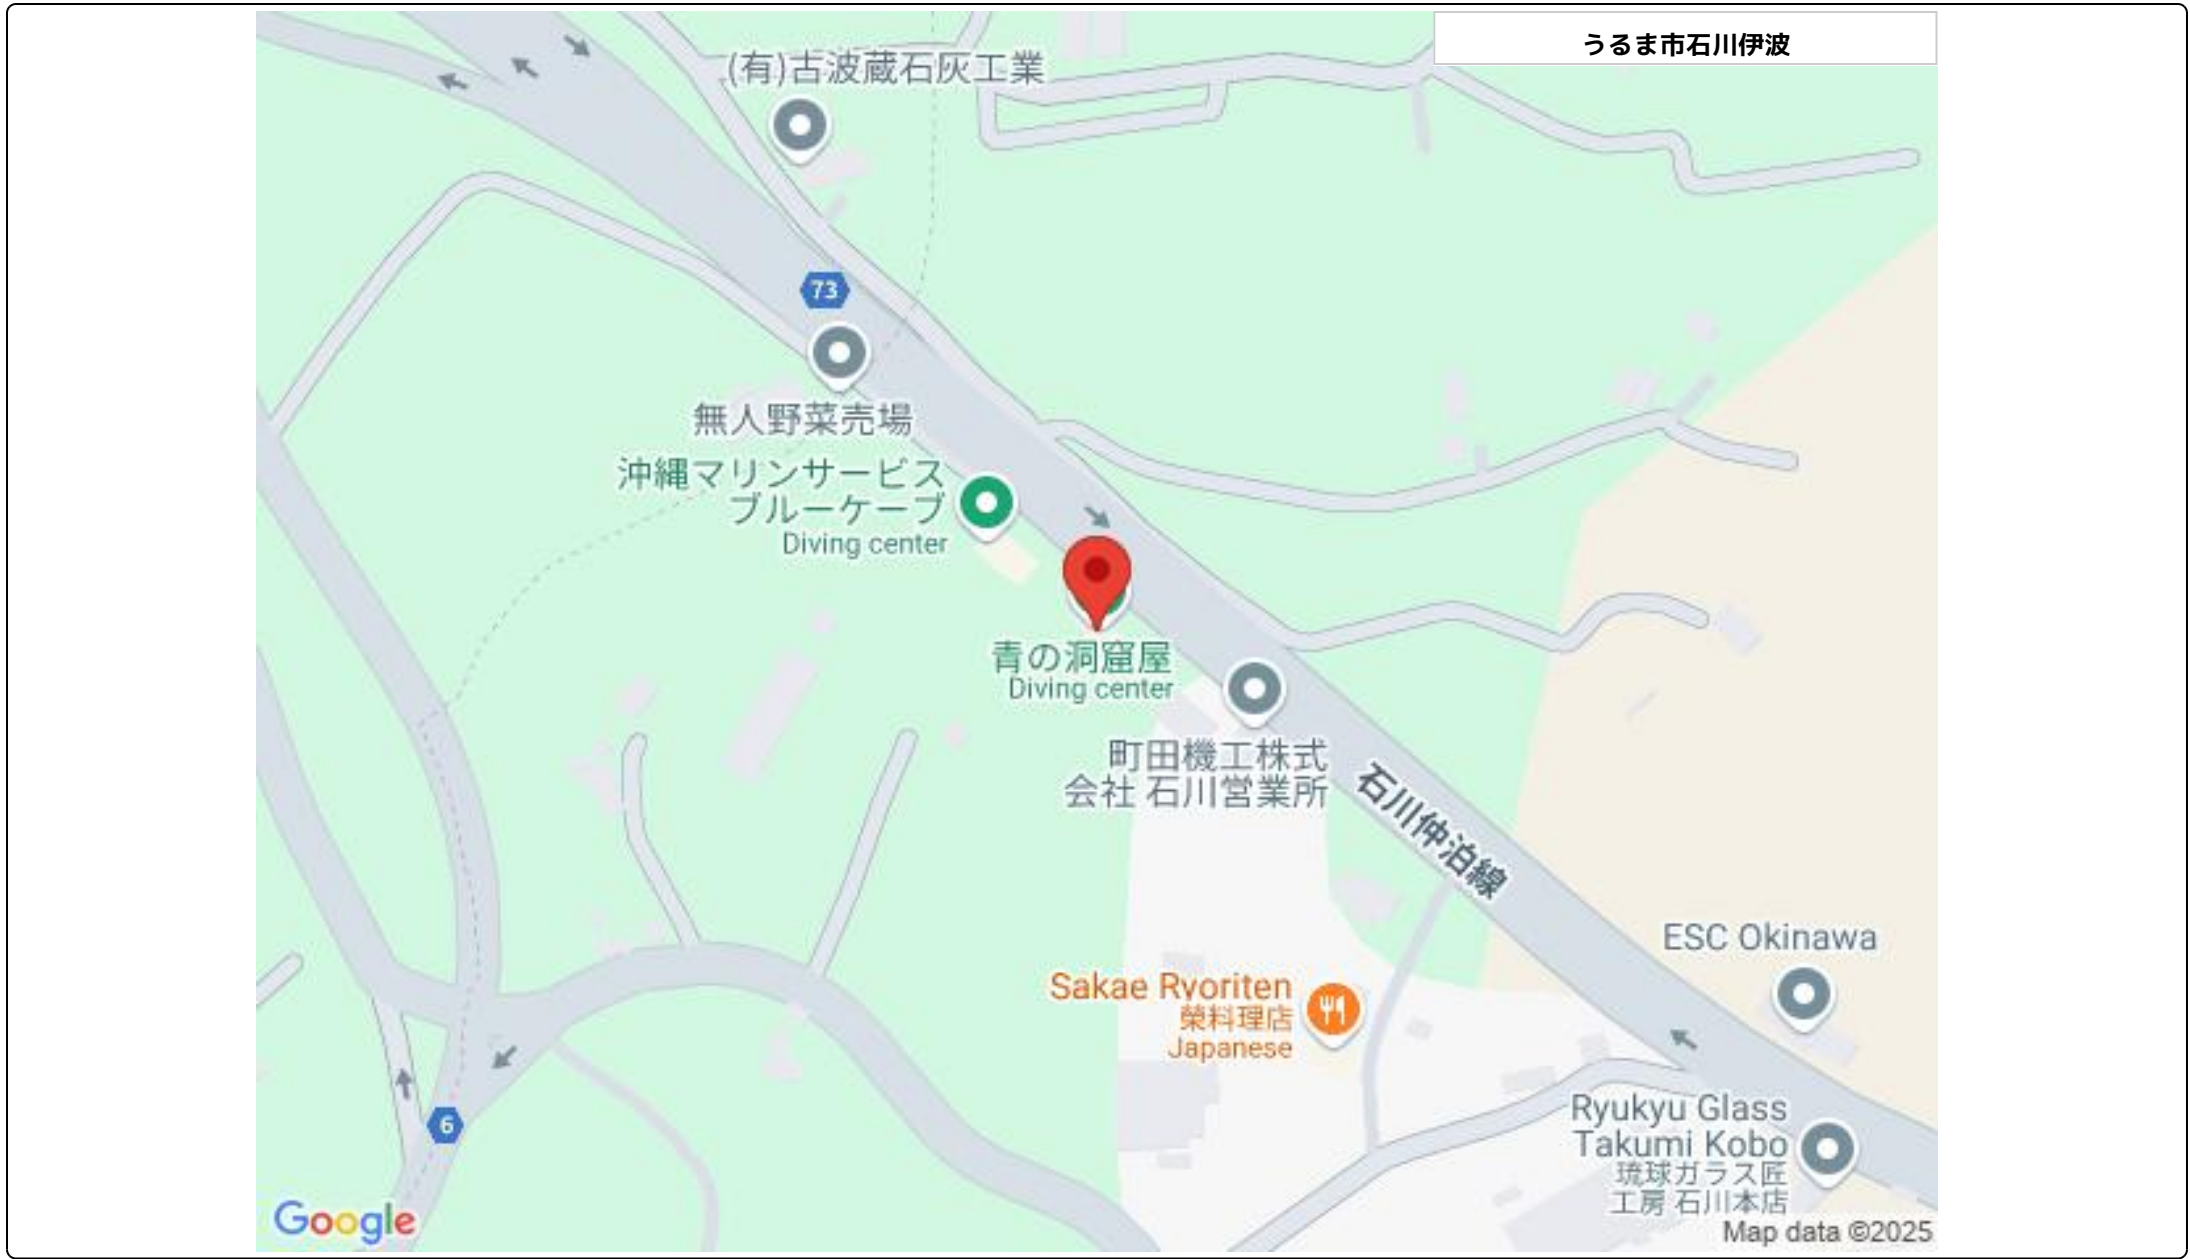 うるま市石川伊波
(有)古波蔵石灰工業
73
無人野菜売場
沖縄マリンサービス
ブルーケーブ
Diving center
青の洞窟屋
Diving center
町田機工株式
会社 石川営業所
石川仲泊線
ESC Okinawa
Sakae Ryoriten
榮料理店
Japanese
Ryukyu Glass
Takumi Kobo
琉球ガラス匠
工房 石川本店
6
Google
Map data ©2025